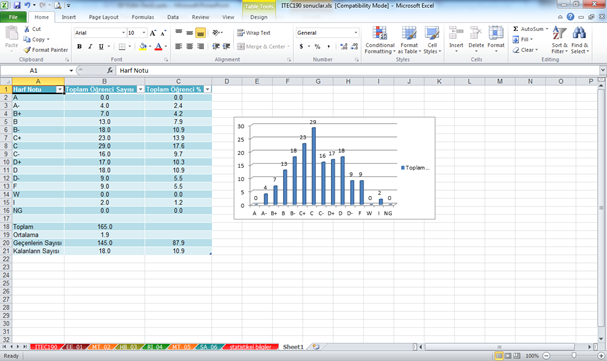 Table Tools
ITEC190 sonuclar.xls [Compatibility Mode] - Microsoft Excel
File Home Insert Page Layout Formulas Data Review View Design
Cut
Copy
Format Painter
Paste
Clipboard
Arial 10
B I U
Font
Wrap Text
Merge & Center
Alignment
General
Number
Conditional Formatting
Format as Table
Cell Styles
Styles
Insert Delete Format
Cells
AutoSum
Fill
Clear
Sort & Filter
Find & Select
Editing
A1 fx Harf Notu
A B C D E F G H I J K L M N O P
1 Harf Notu Toplam Öğrenci Sayısı Toplam Öğrenci %
2 A 0.0 0.0
3 A- 4.0 2.4
4 B+ 7.0 4.2
5 B 13.0 7.9
6 B- 18.0 10.9
7 C+ 23.0 13.9
8 C 29.0 17.6
9 C- 16.0 9.7
10 D+ 17.0 10.3
11 D 18.0 10.9
12 D- 9.0 5.5
13 F 9.0 5.5
14 W 0.0 0.0
15 I 2.0 1.2
16 NG 0.0 0.0
17
18 Toplam 165.0
19 Ortalama 1.9
20 Geçenlerin Sayısı 145.0 87.9
21 Kalanların Sayısı 18.0 10.9
22
23
24
25
26
27
28
29
30
31
32
30
25
20
15
10
5
0
0 4 7 13 18 23 29 16 17 18 9 9 0 2 0
A A- B+ B B- C+ C C- D+ D D- F W I NG
Toplam...
ITEC100 EE_01 MT_02 HB_03 RI_04 MT_05 SA_06 statistatikel bilgiler Sheet1
Ready 100%